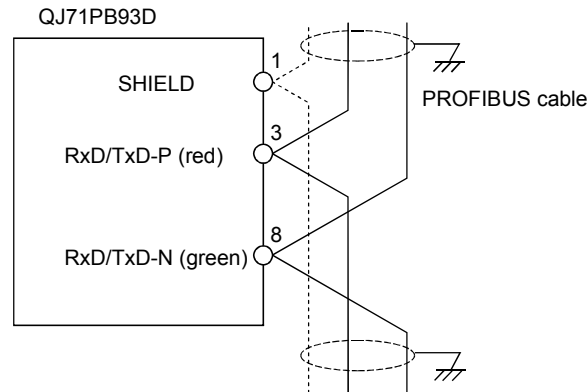 QJ71PB93D
1
SHIELD
PROFIBUS cable
3
RxD/TxD-P (red)
8
RxD/TxD-N (green)